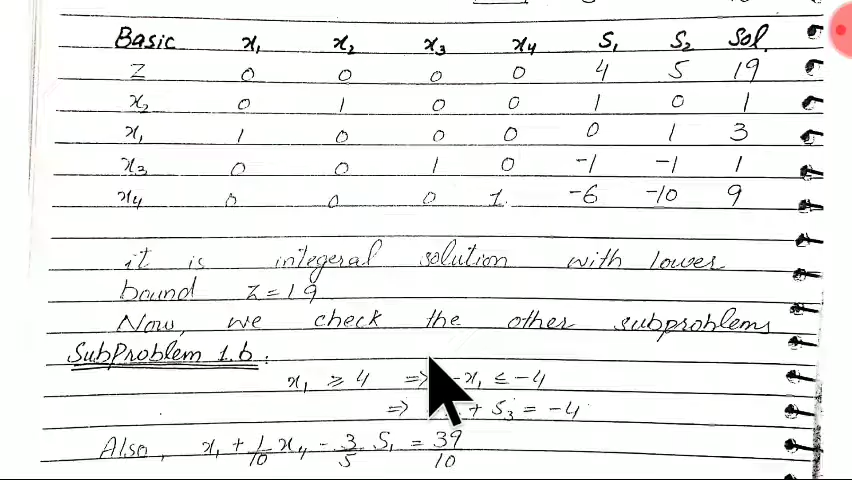 Basic x₁ x₂ x₃ x₄ S₁ S₂ Sol.
Z 0 0 0 0 4 5 19
x₂ 0 1 0 0 1 0 1
x₁ 1 0 0 0 0 1 3
x₃ 0 0 1 0 -1 -1 1
x₄ 0 0 0 1 -6 -10 9
it is integeral solution with lower
bound Z=19
Now, we check the other subproblems
SubProblem 1.b:
x₁ ≥ 4 ⇒ -x₁ ≤ -4
⇒ + S₃ = -4
Also, x₁ + 1/10 x₄ - 3/5 S₁ = 39/10